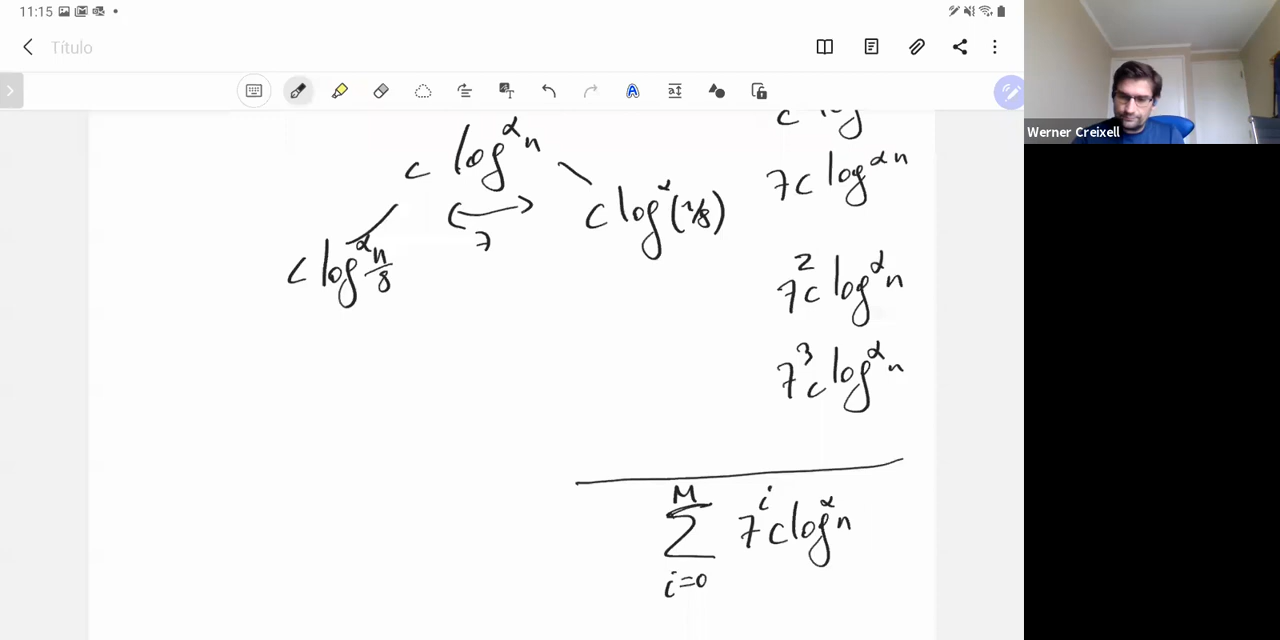 11:15
Título
c log
c log^α n
7c log^α n
7
c log^α (n/8)
c log^α n/8
7^2 c log^α n
7^3 c log^α n
∑_{i=0}^{M} 7^i c log^α n
Werner Creixell